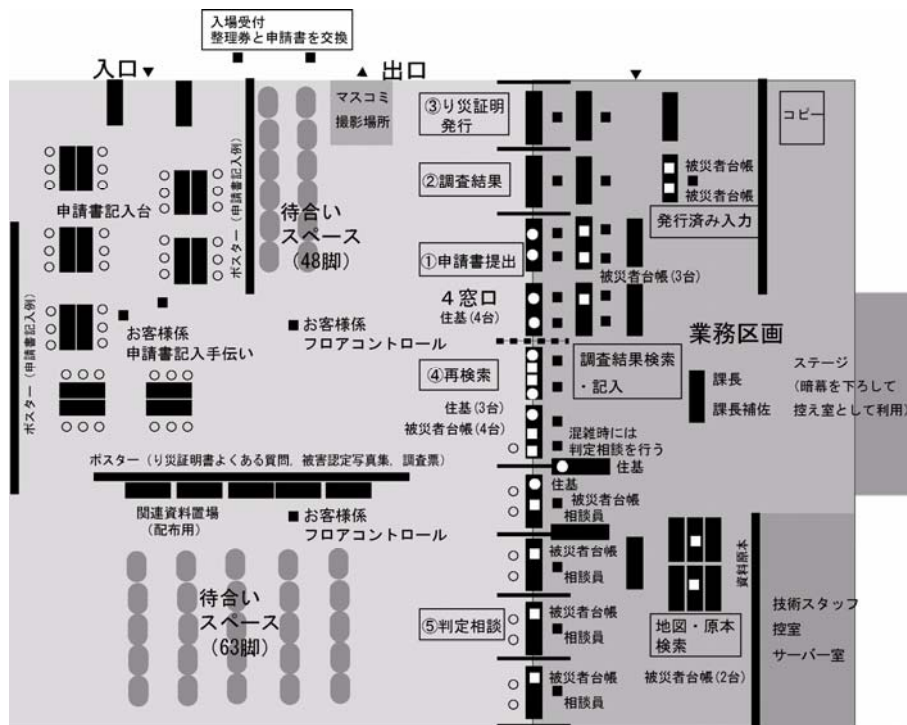 入場受付
整理券と申請書を交換
入口
出口
マスコミ
撮影場所
③り災証明
発行
コピー
被災者台帳
被災者台帳
②調査結果
発行済み入力
申請書記入台
ポスター（申請書記入例）
待合い
スペース
（48脚）
①申請書提出
被災者台帳(3台)
４窓口
住基(4台)
業務区画
お客様係
申請書記入手伝い
お客様係
フロアコントロール
ポスター（申請書記入例）
④再検索
調査結果検索
・記入
課長
課長補佐
ステージ
（暗幕を下ろして
控え室として利用）
住基(3台)
被災者台帳(4台)
混雑時には
判定相談を行う
住基
ポスター（り災証明書よくある質問，被害認定写真集，調査票）
住基
被災者台帳
相談員
関連資料置場
（配布用）
お客様係
フロアコントロール
被災者台帳
相談員
資料原本
待合い
スペース
（63脚）
⑤判定相談
被災者台帳
相談員
地図・原本
検索
技術スタッフ
控室
サーバー室
被災者台帳
相談員
被災者台帳(2台)